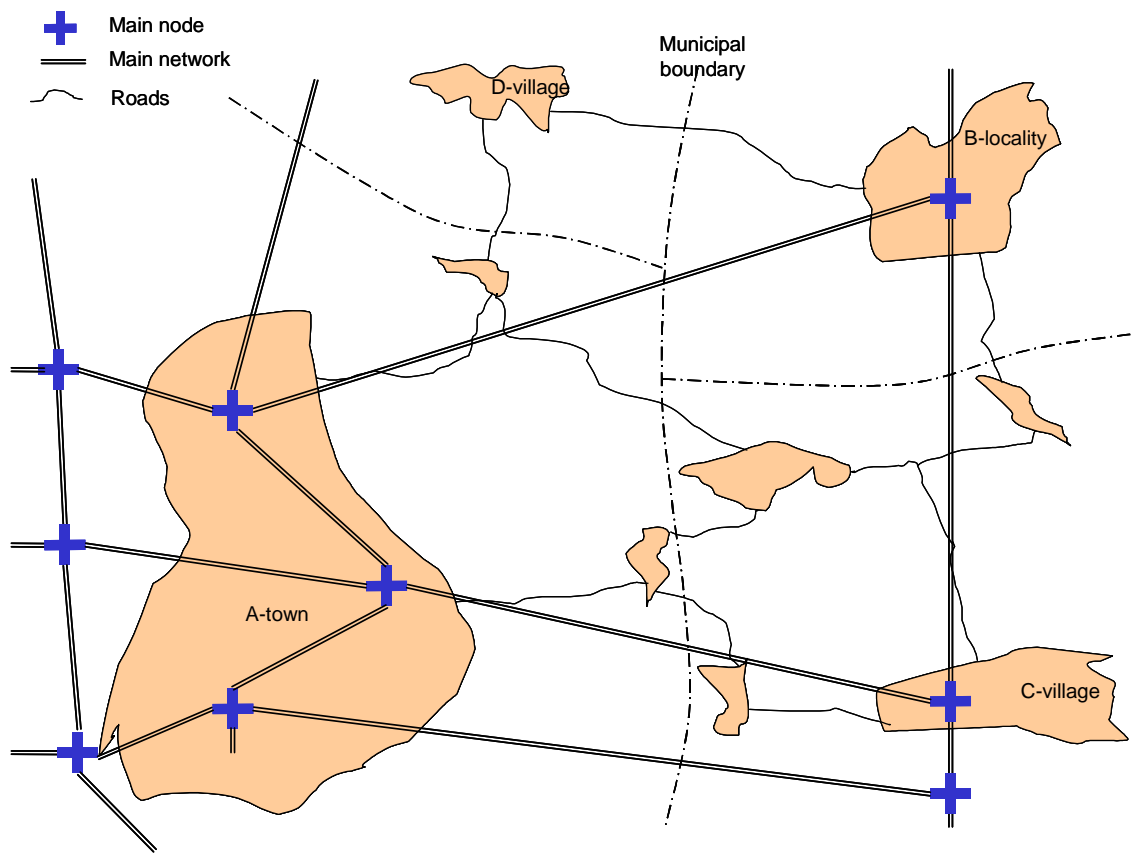 Main node
Main network
Roads
Municipal
boundary
D-village
B-locality
A-town
C-village